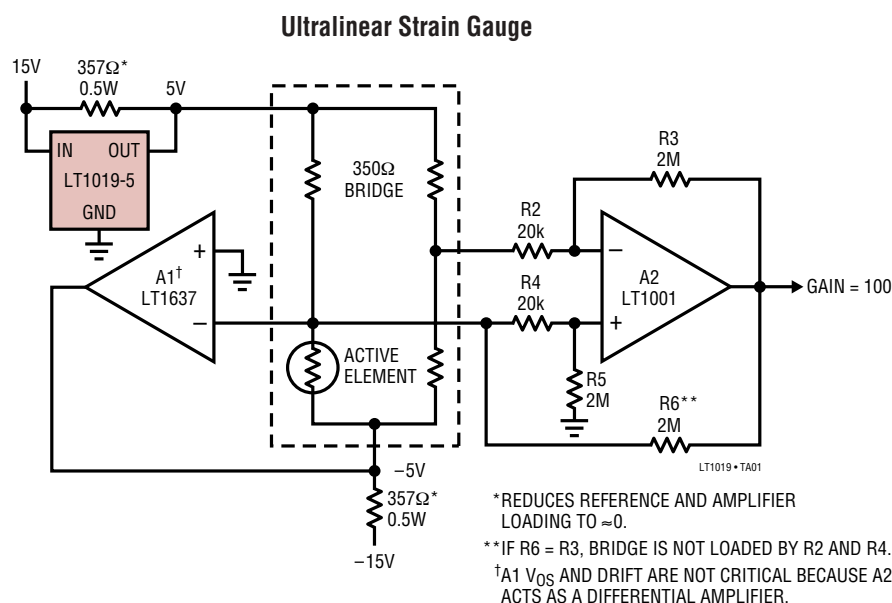 Ultralinear Strain Gauge
15V
357Ω*
0.5W
5V
IN OUT
LT1019-5
GND
350Ω
BRIDGE
R3
2M
R2
20k
A1†
LT1637
+
–
R4
20k
–
+
A2
LT1001
GAIN = 100
ACTIVE
ELEMENT
R5
2M
R6**
2M
LT1019 • TA01
–5V
357Ω*
0.5W
–15V
*REDUCES REFERENCE AND AMPLIFIER
LOADING TO ≈0.
**IF R6 = R3, BRIDGE IS NOT LOADED BY R2 AND R4.
†A1 VOS AND DRIFT ARE NOT CRITICAL BECAUSE A2
ACTS AS A DIFFERENTIAL AMPLIFIER.